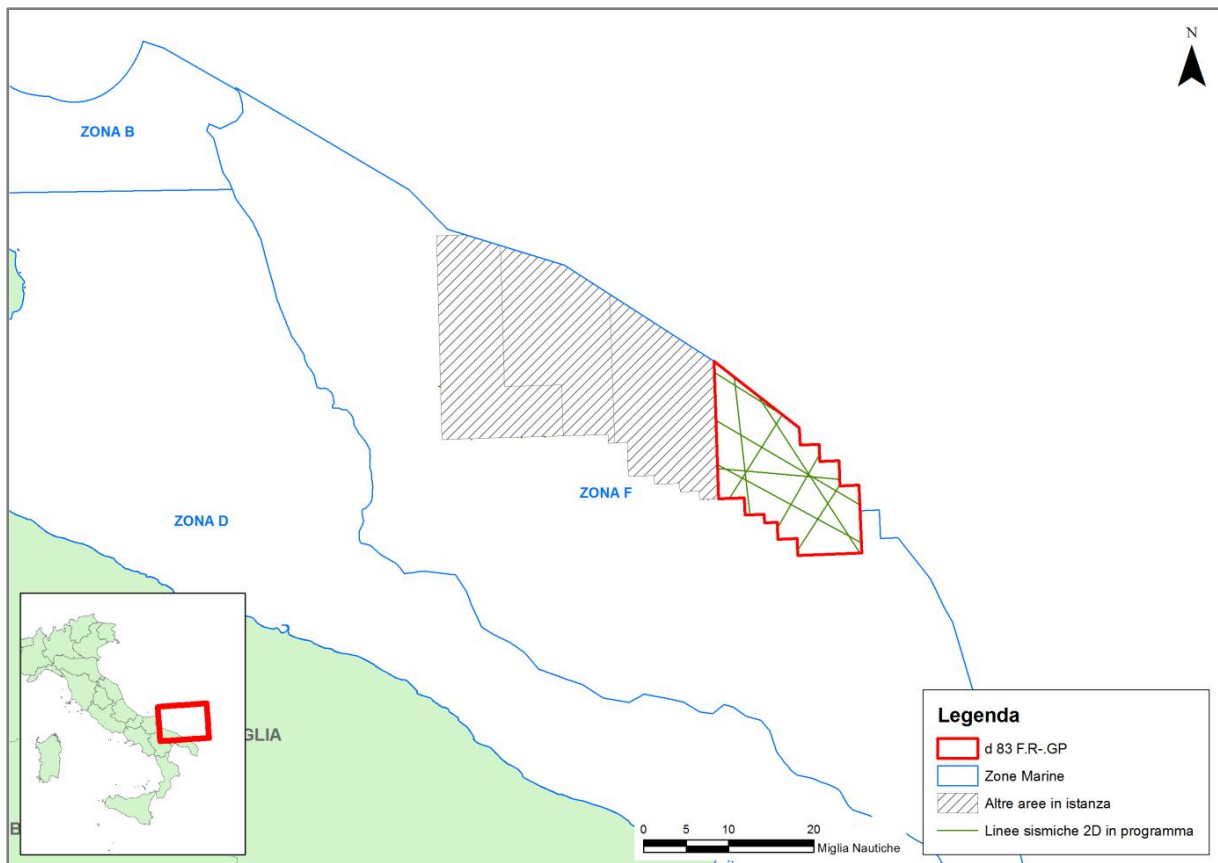 N
ZONA B
ZONA F
ZONA D
GLIA
B
Legenda
d 83 F.R-.GP
Zone Marine
Altre aree in istanza
Linee sismiche 2D in programma
0 5 10 20
Miglia Nautiche